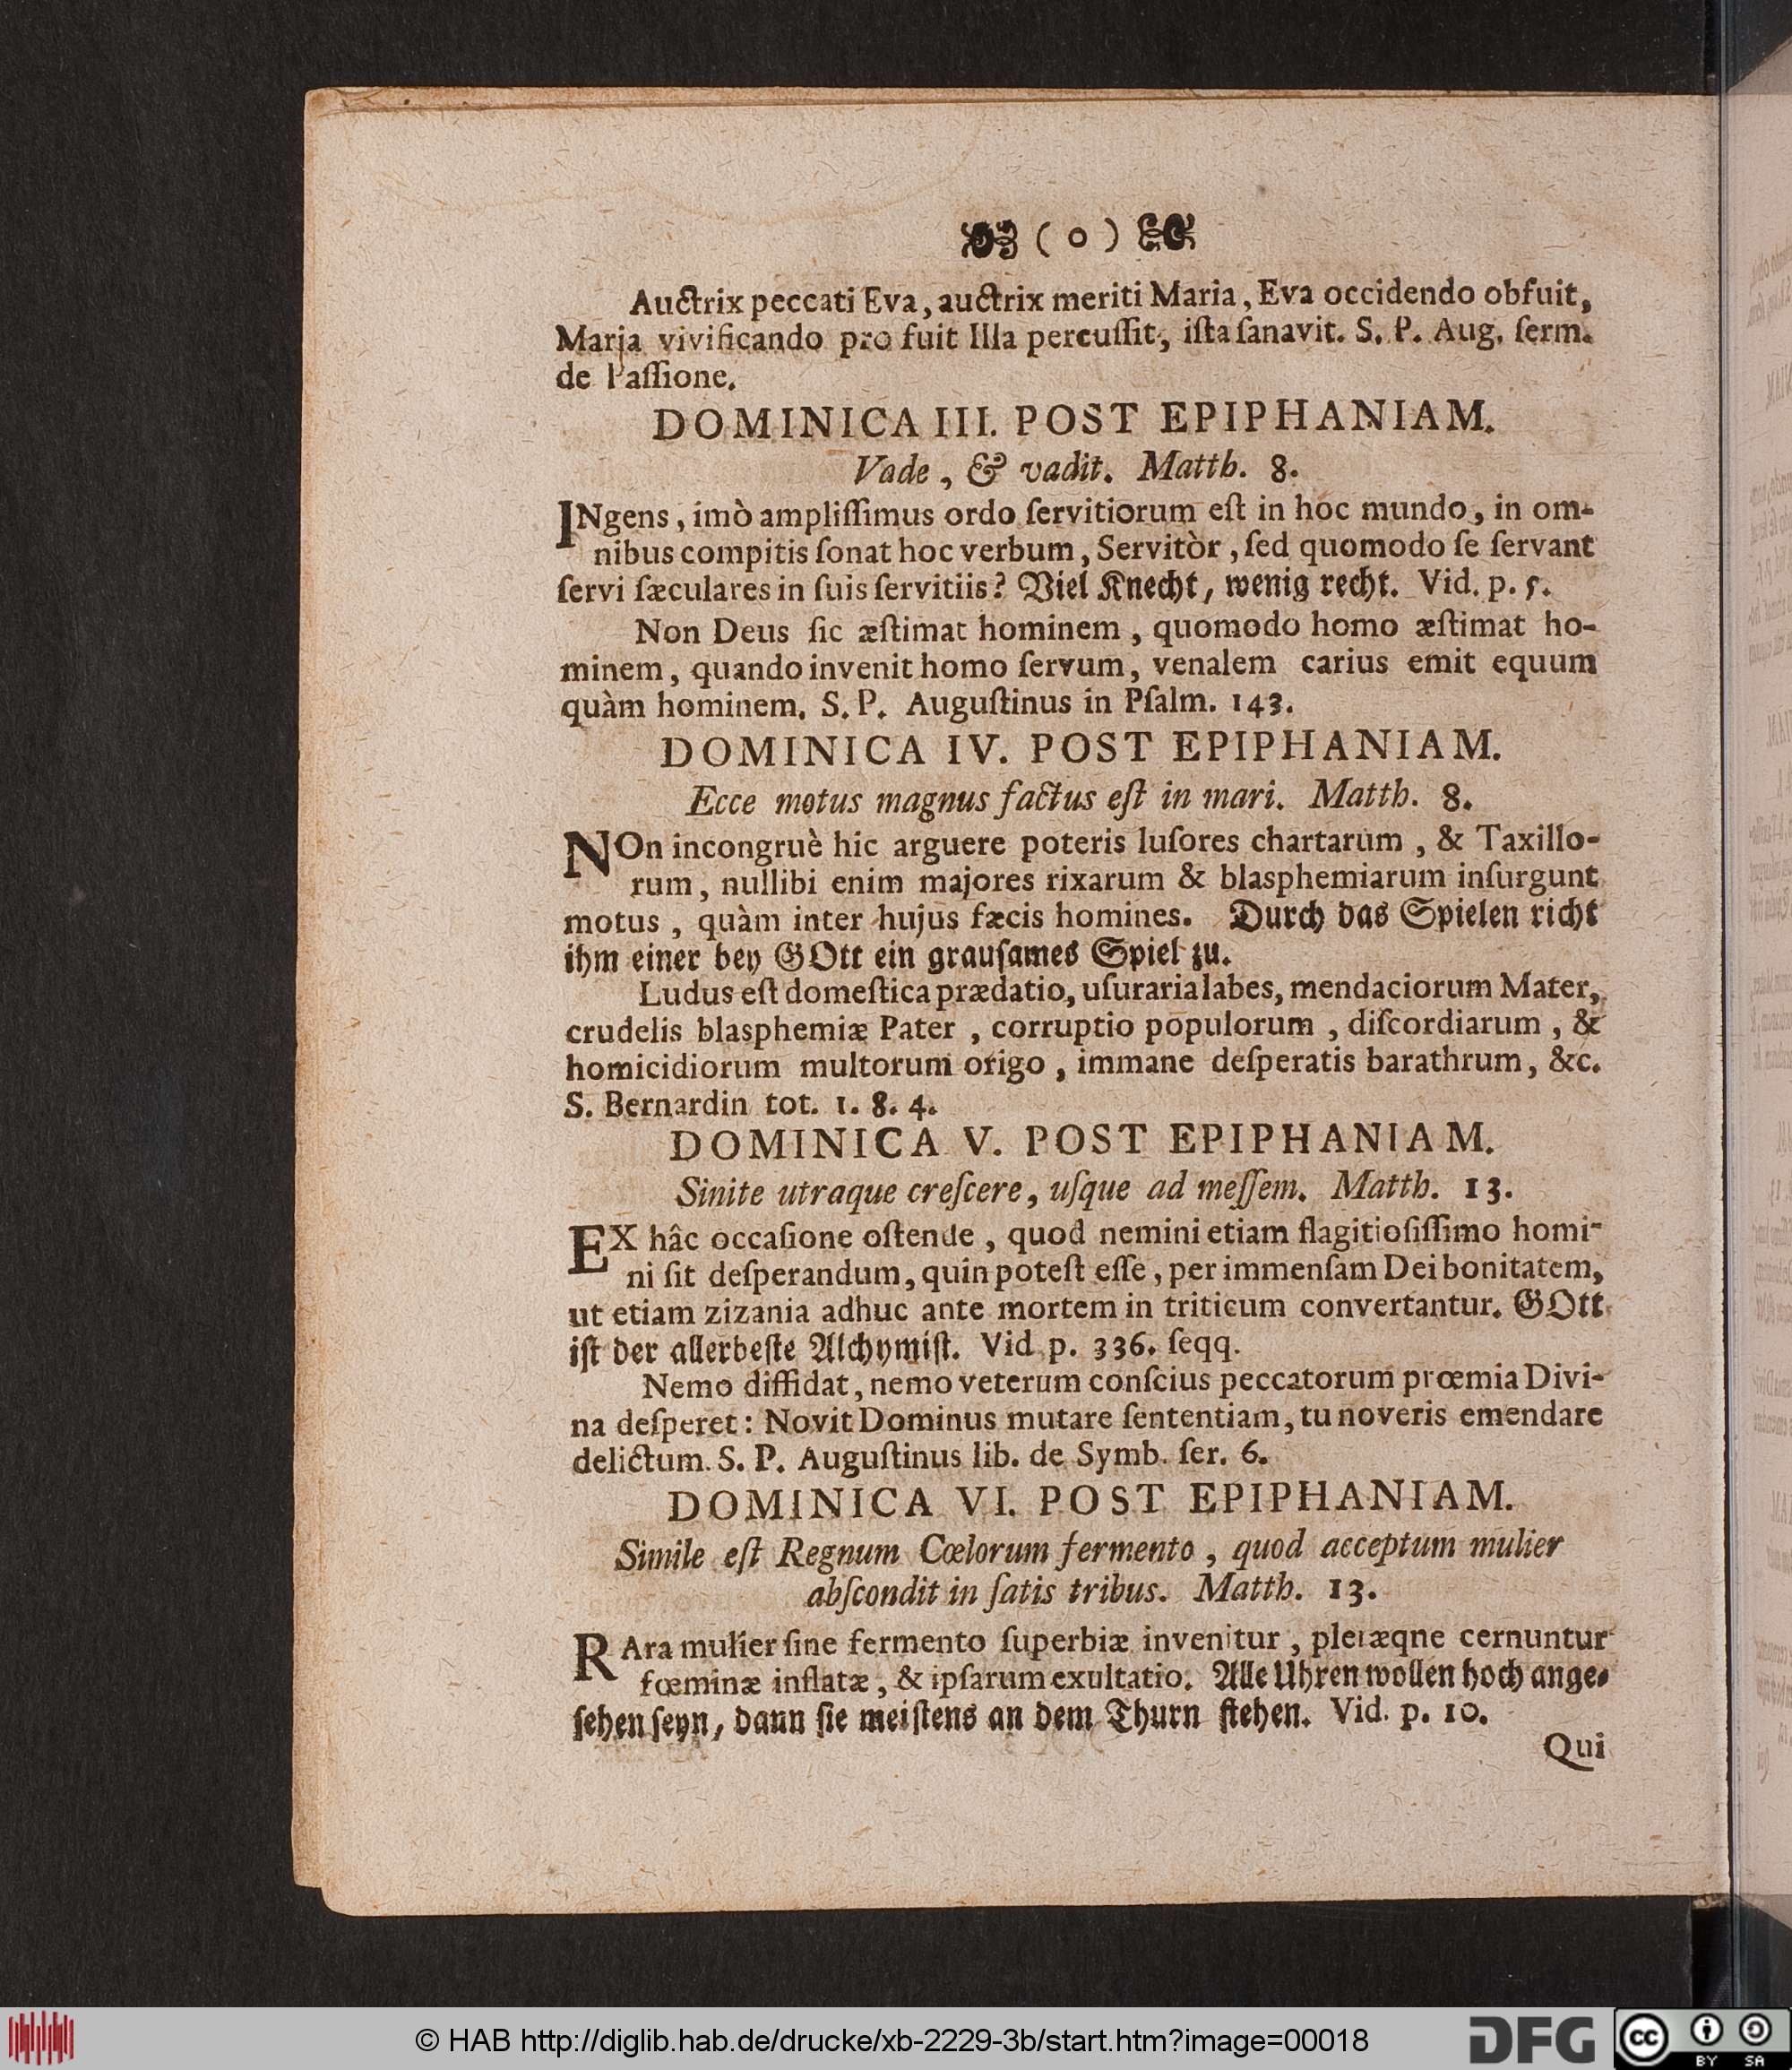 ( o )
Auctrix peccati Eva, auctrix meriti Maria, Eva occidendo obfuit,
Maria vivificando pro fuit Illa percuſſit, iſta ſanavit. S. P. Aug. ſerm.
de Paſſione.
DOMINICA III. POST EPIPHANIAM.
Vade, & vadit. Matth. 8.
INgens, imò ampliſſimus ordo ſervitiorum eſt in hoc mundo, in om-
nibus compitis ſonat hoc verbum, Servitòr, ſed quomodo ſe ſervant
ſervi ſæculares in ſuis ſervitiis? Viel Knecht, wenig recht. Vid. p. 5.
Non Deus ſic æſtimat hominem, quomodo homo æſtimat ho-
minem, quando invenit homo ſervum, venalem carius emit equum
quàm hominem. S. P. Auguſtinus in Pſalm. 143.
DOMINICA IV. POST EPIPHANIAM.
Ecce motus magnus factus eſt in mari. Matth. 8.
NOn incongruè hic arguere poteris luſores chartarum, & Taxillo-
rum, nullibi enim majores rixarum & blasphemiarum inſurgunt
motus, quàm inter hujus fæcis homines. Durch das Spielen richt
ihm einer bey GOtt ein grauſames Spiel zu.
Ludus eſt domeſtica prædatio, uſuraria labes, mendaciorum Mater,
crudelis blasphemiæ Pater, corruptio populorum, diſcordiarum, &
homicidiorum multorum origo, immane deſperatis barathrum, &c.
S. Bernardin tot. 1. 8. 4.
DOMINICA V. POST EPIPHANIAM.
Sinite utraque creſcere, uſque ad meſſem. Matth. 13.
EX hâc occaſione oſtende, quod nemini etiam flagitioſiſſimo homi-
ni ſit deſperandum, quin poteſt eſſe, per immenſam Dei bonitatem,
ut etiam zizania adhuc ante mortem in triticum convertantur. GOtt
iſt der allerbeſte Alchymiſt. Vid. p. 336. ſeqq.
Nemo diffidat, nemo veterum conſcius peccatorum prœmia Divi-
na deſperet: Novit Dominus mutare ſententiam, tu noveris emendare
delictum. S. P. Auguſtinus lib. de Symb. ſer. 6.
DOMINICA VI. POST EPIPHANIAM.
Simile eſt Regnum Cœlorum fermento, quod acceptum mulier
abſcondit in ſatis tribus. Matth. 13.
RAra mulier ſine fermento ſuperbiæ invenitur, pleræqne cernuntur
fœminæ inflatæ, & ipſarum exultatio. Alle Uhren wollen hoch ange-
ſehen ſeyn, dann ſie meiſtens an dem Thurn ſtehen. Vid. p. 10.
Qui
© HAB http://diglib.hab.de/drucke/xb-2229-3b/start.htm?image=00018
DFG
cc BY SA